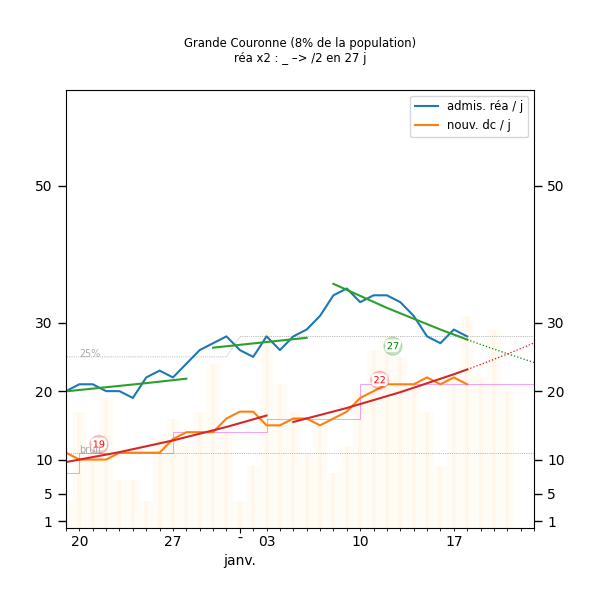 Grande Couronne (8% de la population)
réa x2 : _ –> /2 en 27 j
admis. réa / j
nouv. dc / j
50 50
30 30
25%
27
20 20
22
19
brut
10 10
5 5
1 1
20 27 - 03 10 17
janv.